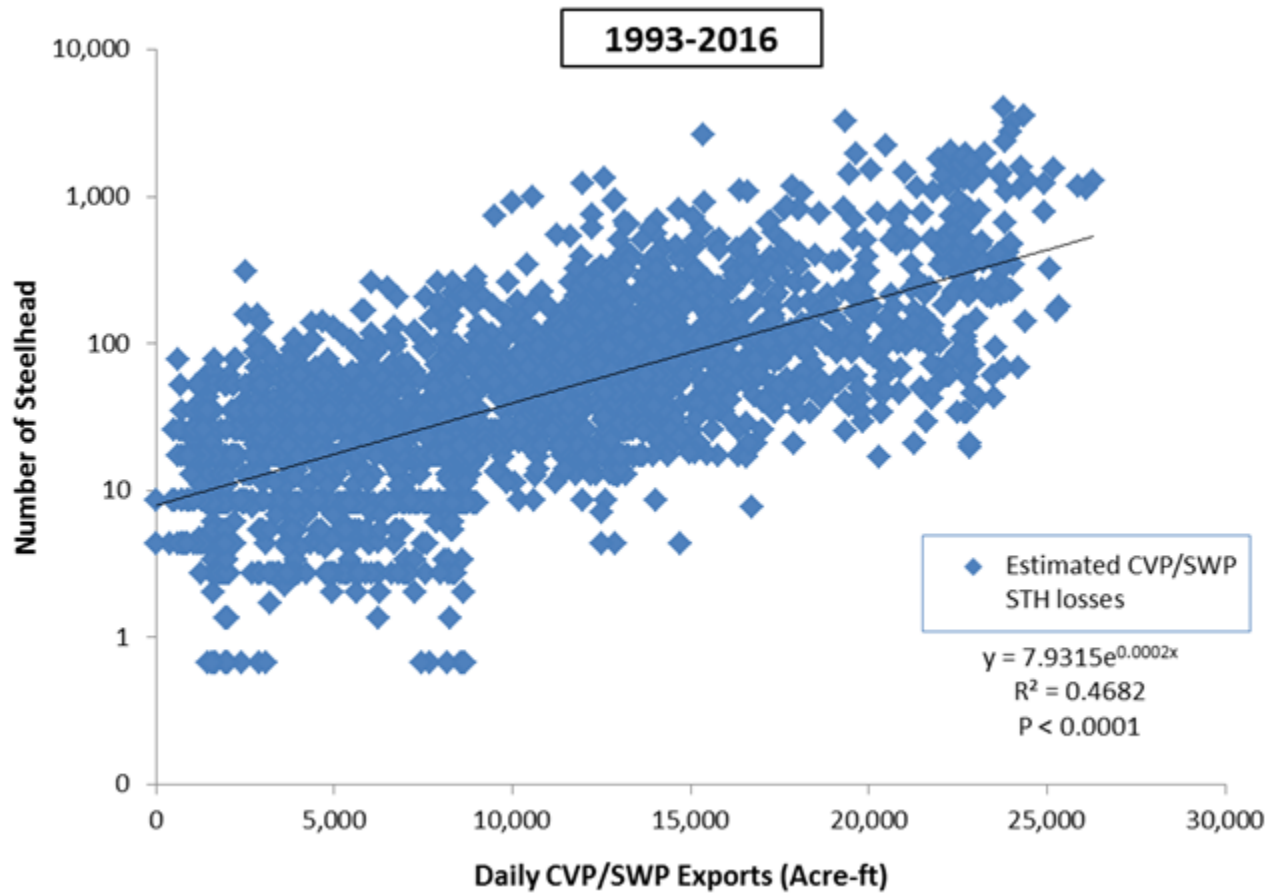 1993-2016
10,000
1,000
100
10
1
0
Number of Steelhead
0 5,000 10,000 15,000 20,000 25,000 30,000
Daily CVP/SWP Exports (Acre-ft)
Estimated CVP/SWP
STH losses
y = 7.9315e^0.0002x
R² = 0.4682
P < 0.0001